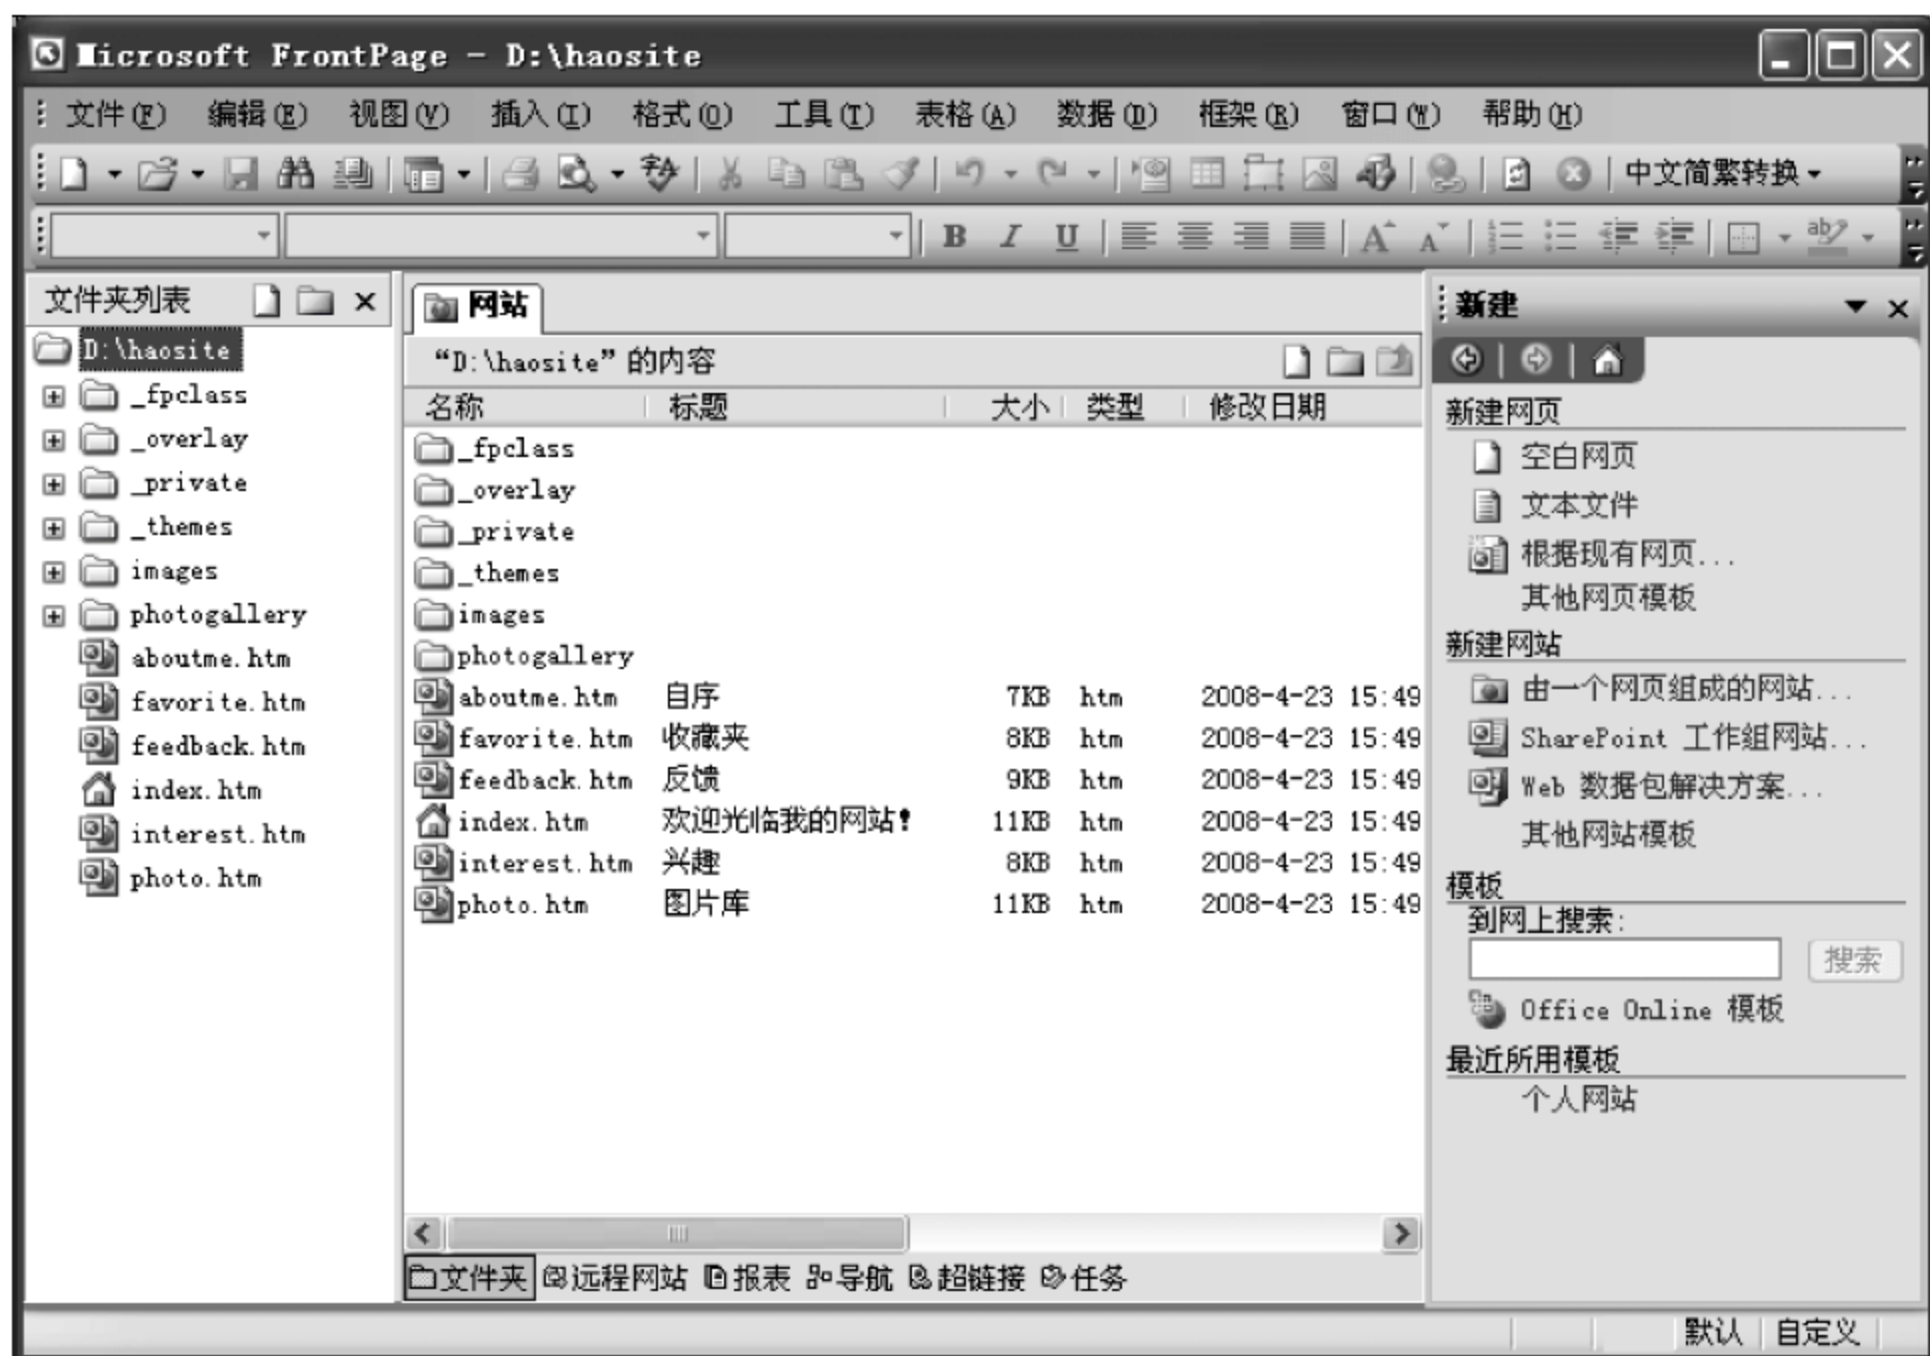 Microsoft FrontPage - D:\haosite
文件(F) 编辑(E) 视图(V) 插入(I) 格式(O) 工具(T) 表格(A) 数据(D) 框架(R) 窗口(W) 帮助(H)
中文简繁转换
B I U A A ab
文件夹列表
D:\haosite
_fpclass
_overlay
_private
_themes
images
photogallery
aboutme.htm
favorite.htm
feedback.htm
index.htm
interest.htm
photo.htm
网站
“D:\haosite”的内容
名称 标题 大小 类型 修改日期
_fpclass
_overlay
_private
_themes
images
photogallery
aboutme.htm 自序 7KB htm 2008-4-23 15:49
favorite.htm 收藏夹 8KB htm 2008-4-23 15:49
feedback.htm 反馈 9KB htm 2008-4-23 15:49
index.htm 欢迎光临我的网站! 11KB htm 2008-4-23 15:49
interest.htm 兴趣 8KB htm 2008-4-23 15:49
photo.htm 图片库 11KB htm 2008-4-23 15:49
文件夹 远程网站 报表 导航 超链接 任务
新建
新建网页
空白网页
文本文件
根据现有网页...
其他网页模板
新建网站
由一个网页组成的网站...
SharePoint 工作组网站...
Web 数据包解决方案...
其他网站模板
模板
到网上搜索:
搜索
Office Online 模板
最近所用模板
个人网站
默认 自定义